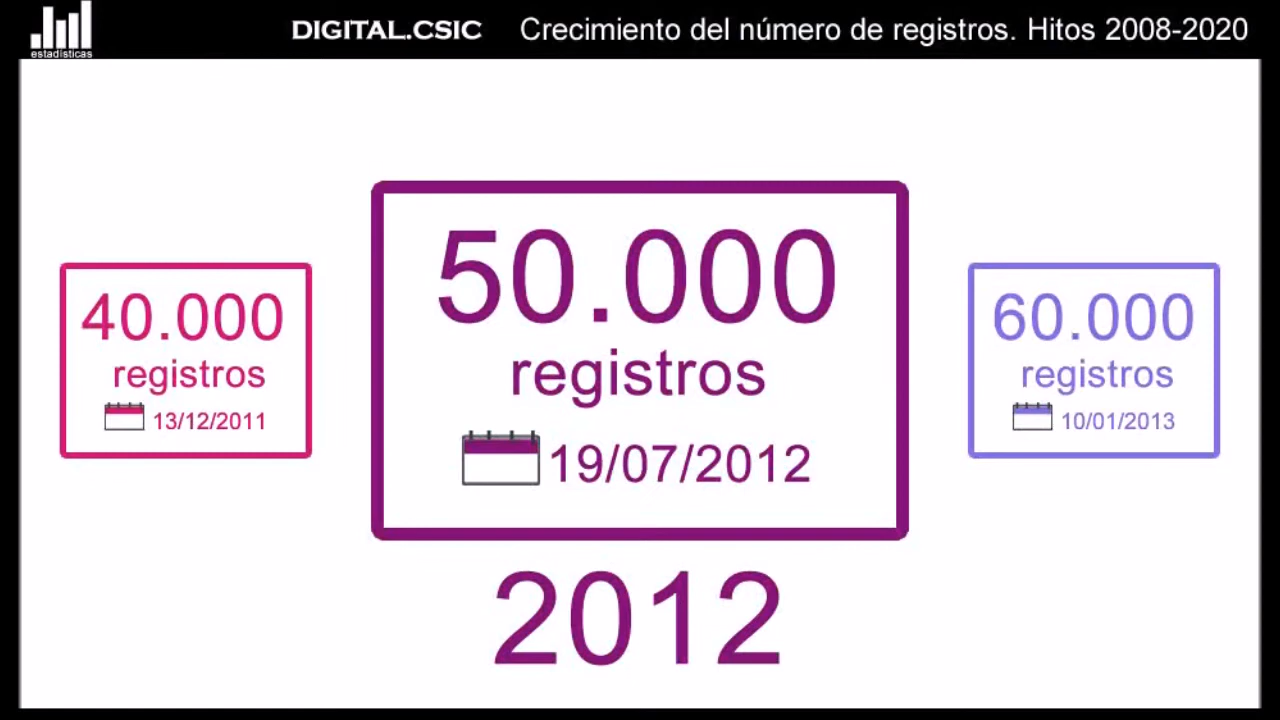 estadísticas
DIGITAL.CSIC Crecimiento del número de registros. Hitos 2008-2020
40.000
registros
13/12/2011
50.000
registros
19/07/2012
60.000
registros
10/01/2013
2012